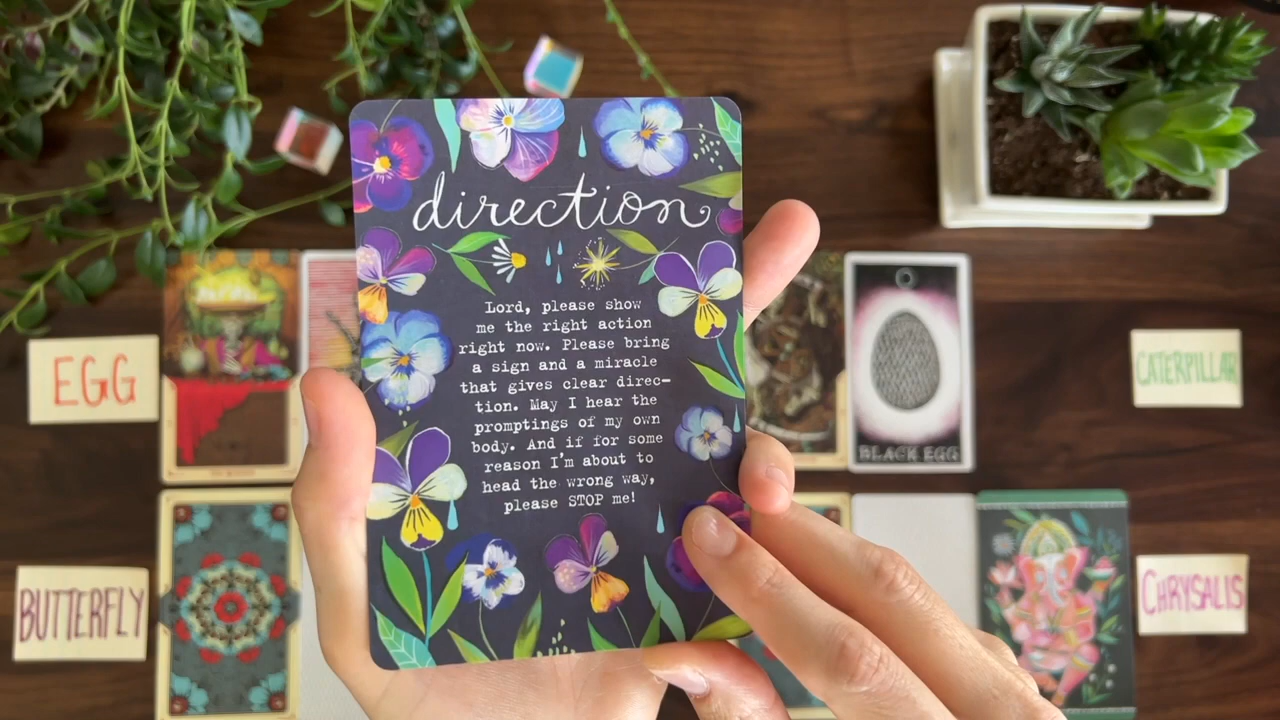 direction
Lord, please show
me the right action
right now. Please bring
a sign and a miracle
that gives clear direc-
tion. May I hear the
promptings of my own
body. And if for some
reason I'm about to
head the wrong way,
please STOP me!
EGG
BLACK EGG
CATERPILLAR
BUTTERFLY
CHRYSALIS